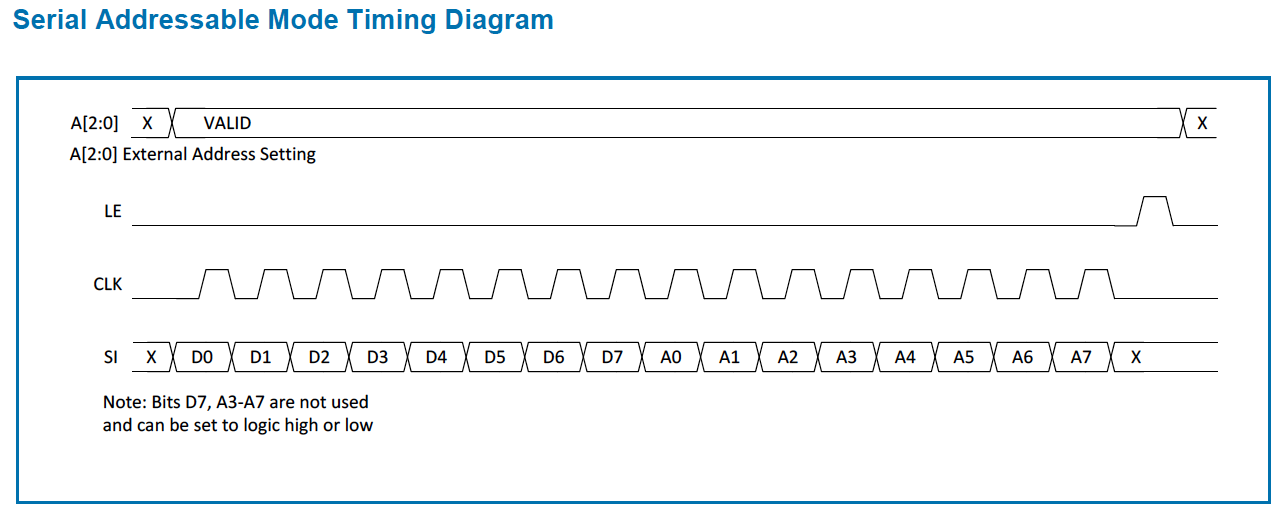 Serial Addressable Mode Timing Diagram
A[2:0] X VALID X
A[2:0] External Address Setting
LE
CLK
SI X D0 D1 D2 D3 D4 D5 D6 D7 A0 A1 A2 A3 A4 A5 A6 A7 X
Note: Bits D7, A3-A7 are not used
and can be set to logic high or low